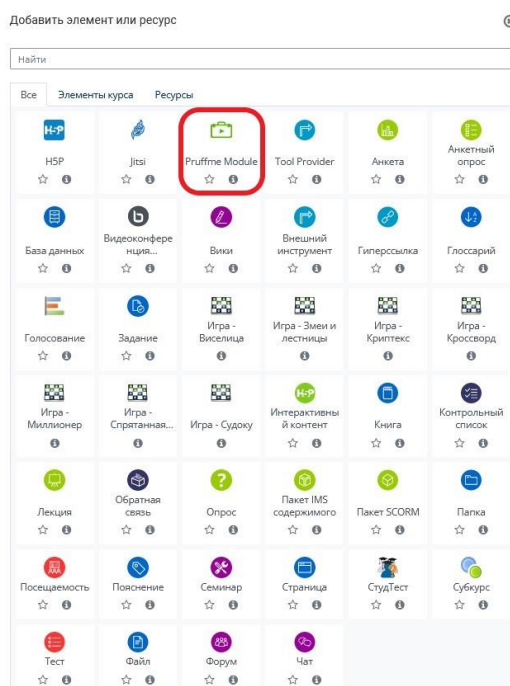 Добавить элемент или ресурс
Найти
Все Элементы курса Ресурсы
H5P Jitsi Pruffme Module Tool Provider Анкета Анкетный
опрос
База данных Видеоконфере
нция... Вики Внешний
инструмент Гиперссылка Глоссарий
Голосование Задание Игра -
Виселица Игра - Змеи и
лестницы Игра -
Криптекс Игра -
Кроссворд
Игра -
Миллионер Игра -
Спрятанная... Игра - Судоку Интерактивны
й контент Книга Контрольный
список
Лекция Обратная
связь Опрос Пакет IMS
содержимого Пакет SCORM Папка
Посещаемость Пояснение Семинар Страница СтудТест Субкурс
Тест Файл Форум Чат